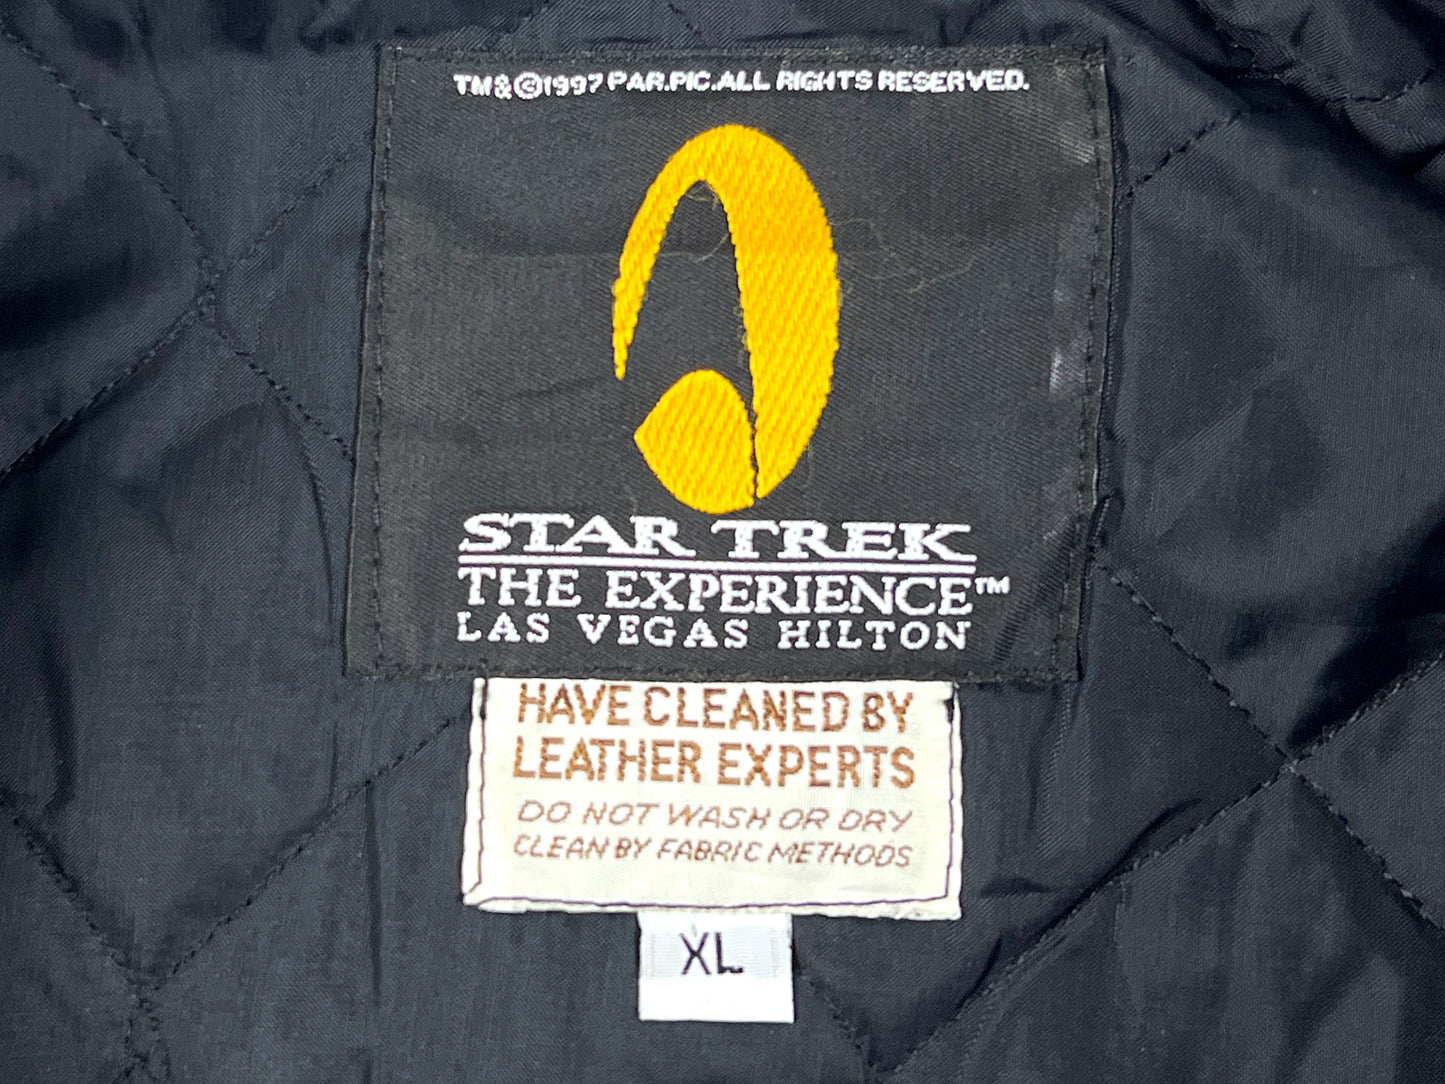 TM&©1997 PAR.PIC.ALL RIGHTS RESERVED.
STAR TREK
THE EXPERIENCE™
LAS VEGAS HILTON
HAVE CLEANED BY
LEATHER EXPERTS
DO NOT WASH OR DRY
CLEAN BY FABRIC METHODS
XL